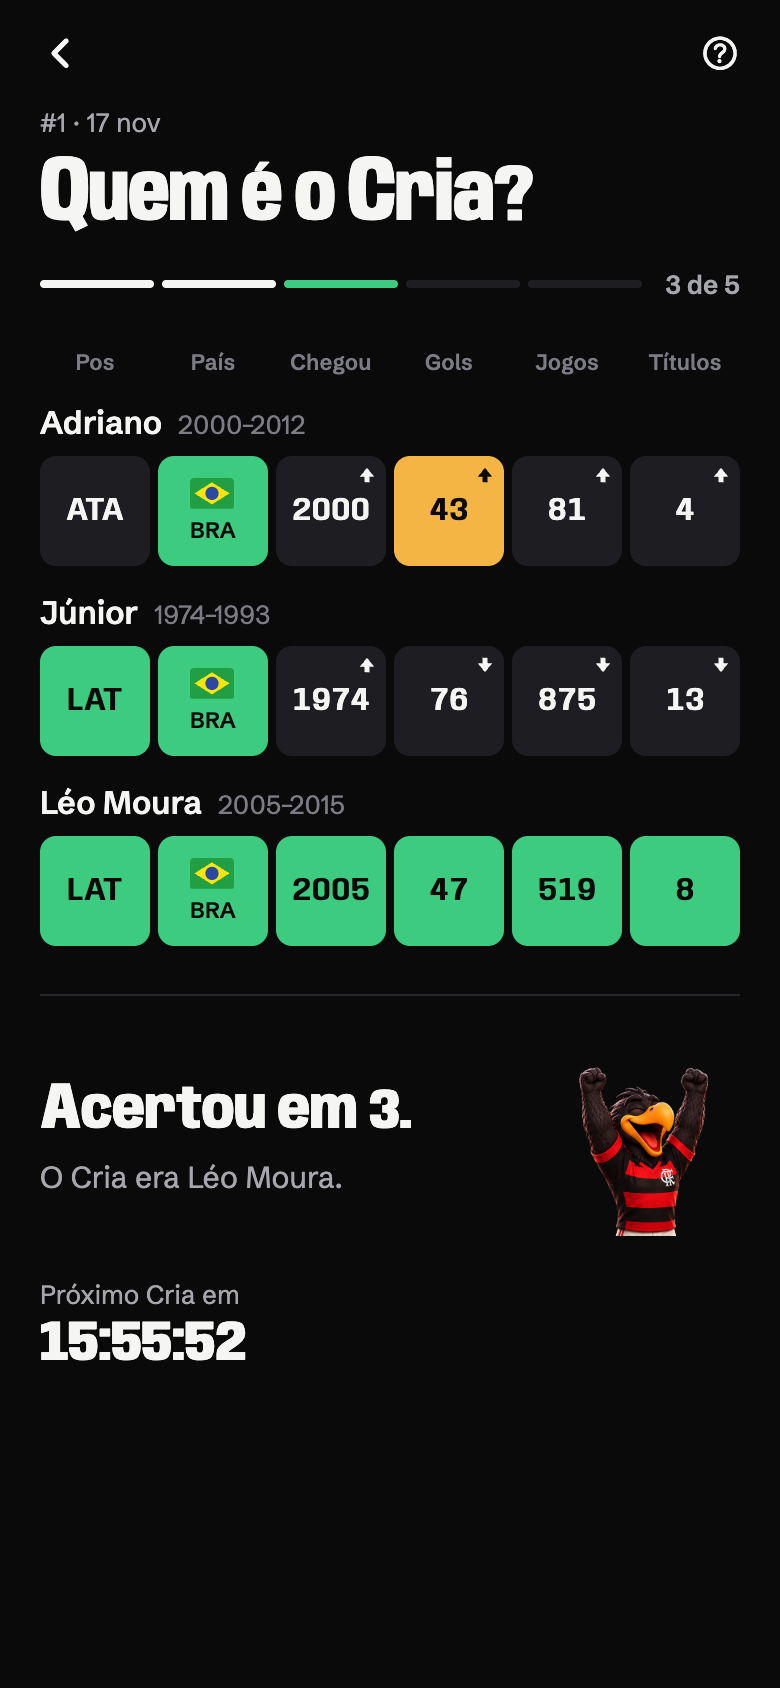 #1 · 17 nov
Quem é o Cria?
3 de 5
Pos País Chegou Gols Jogos Títulos
Adriano 2000–2012
ATA BRA 2000 43 81 4
Júnior 1974–1993
LAT BRA 1974 76 875 13
Léo Moura 2005–2015
LAT BRA 2005 47 519 8
Acertou em 3.
O Cria era Léo Moura.
Próximo Cria em
15:55:52